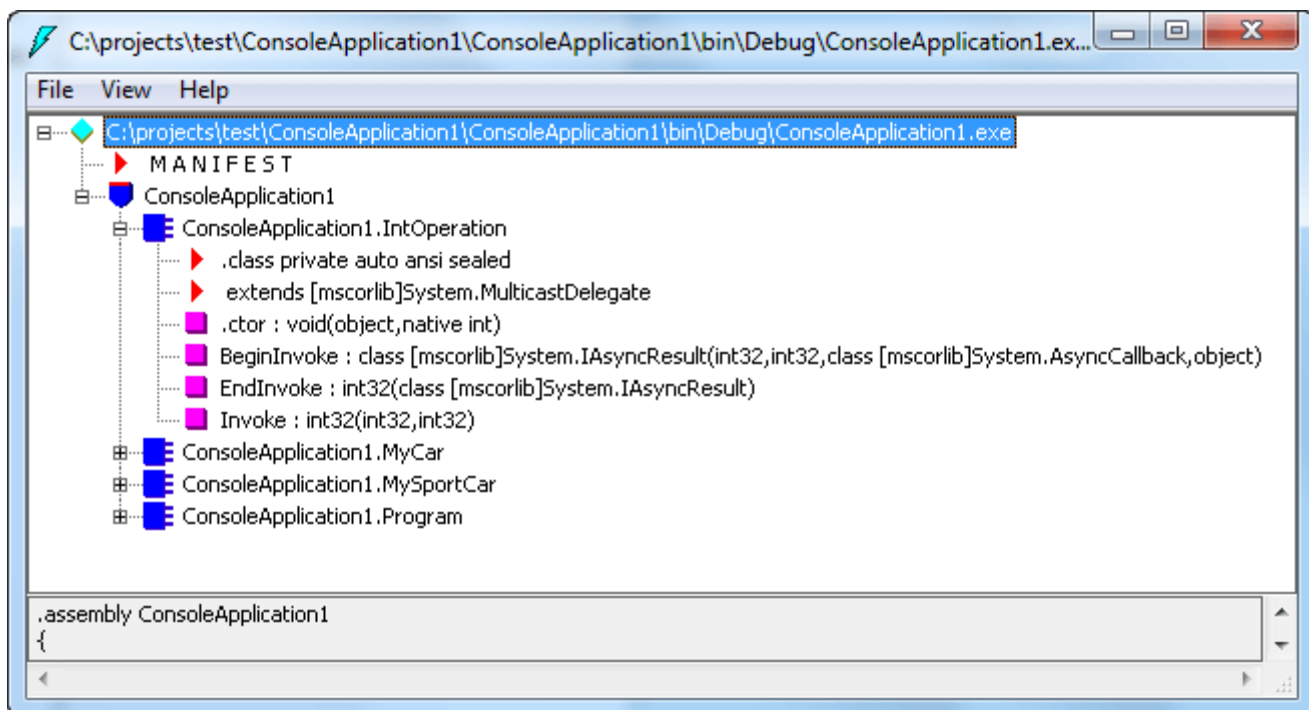 C:\projects\test\ConsoleApplication1\ConsoleApplication1\bin\Debug\ConsoleApplication1.ex...
File View Help
C:\projects\test\ConsoleApplication1\ConsoleApplication1\bin\Debug\ConsoleApplication1.exe
M A N I F E S T
ConsoleApplication1
ConsoleApplication1.IntOperation
.class private auto ansi sealed
extends [mscorlib]System.MulticastDelegate
.ctor : void(object,native int)
BeginInvoke : class [mscorlib]System.IAsyncResult(int32,int32,class [mscorlib]System.AsyncCallback,object)
EndInvoke : int32(class [mscorlib]System.IAsyncResult)
Invoke : int32(int32,int32)
ConsoleApplication1.MyCar
ConsoleApplication1.MySportCar
ConsoleApplication1.Program
.assembly ConsoleApplication1
{